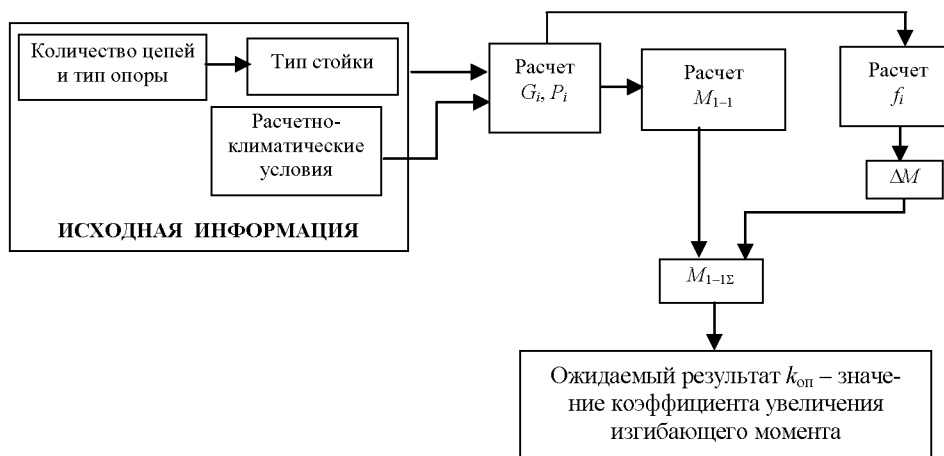 Количество цепей
и тип опоры
Тип стойки
Расчетно-
климатические
условия
ИСХОДНАЯ ИНФОРМАЦИЯ
Расчет
Gi, Pi
Расчет
M1–1
Расчет
fi
ΔM
M1–1Σ
Ожидаемый результат kоп – значе-
ние коэффициента увеличения
изгибающего момента